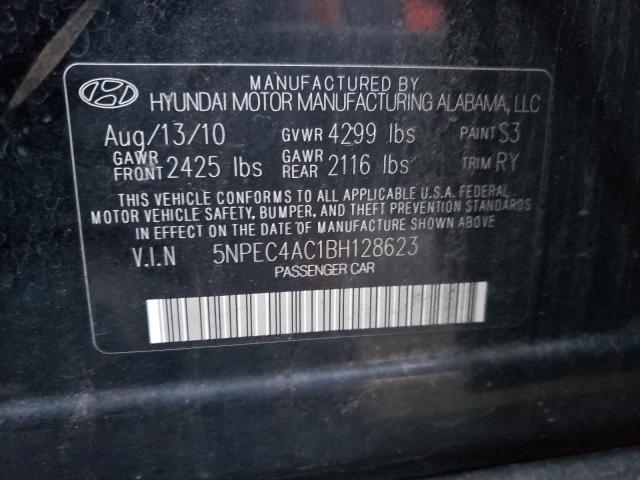 MANUFACTURED BY
HYUNDAI MOTOR MANUFACTURING ALABAMA, LLC
Aug/13/10 GVWR 4299 lbs PAINT S3
GAWR FRONT 2425 lbs GAWR REAR 2116 lbs TRIM RY
THIS VEHICLE CONFORMS TO ALL APPLICABLE U.S.A. FEDERAL
MOTOR VEHICLE SAFETY, BUMPER, AND THEFT PREVENTION STANDARDS
IN EFFECT ON THE DATE OF MANUFACTURE SHOWN ABOVE
V.I.N 5NPEC4AC1BH128623
PASSENGER CAR